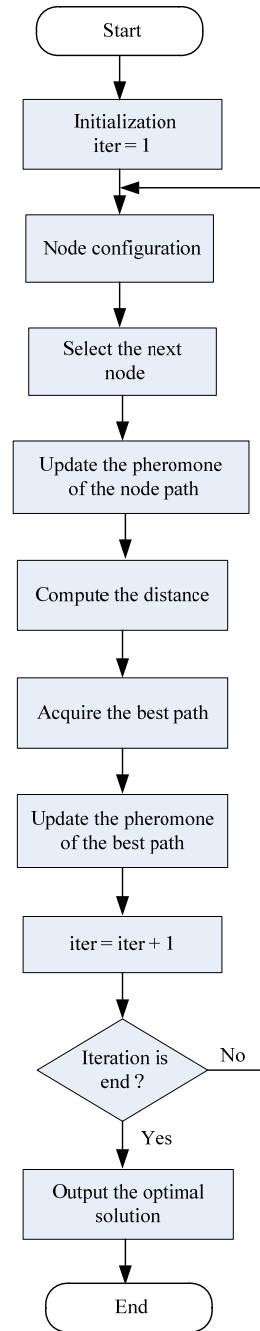 Start
Initialization
iter = 1
Node configuration
Select the next
node
Update the pheromone
of the node path
Compute the distance
Acquire the best path
Update the pheromone
of the best path
iter = iter + 1
Iteration is
end ?
No
Yes
Output the optimal
solution
End